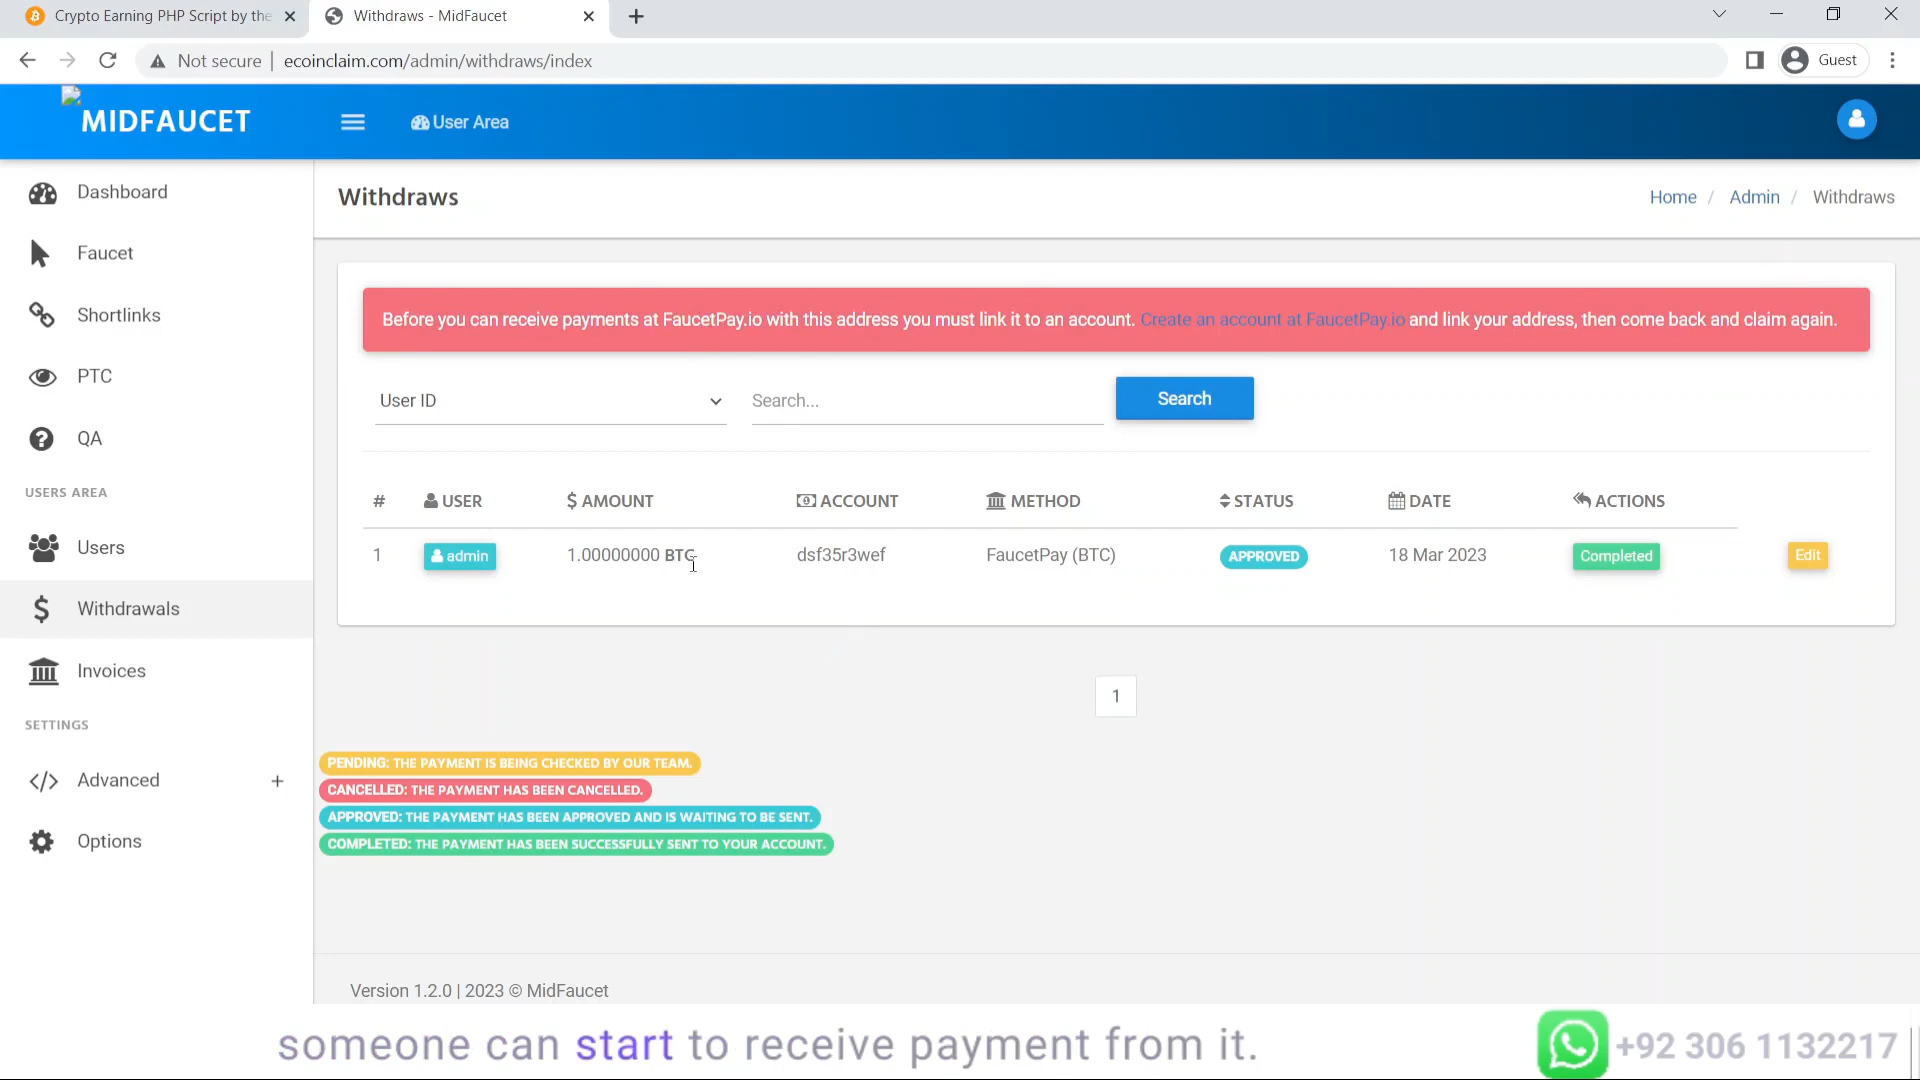 Crypto Earning PHP Script by the
Withdraws - MidFaucet
Not secure
ecoinclaim.com/admin/withdraws/index
Guest
MIDFAUCET
User Area
Dashboard
Faucet
Shortlinks
PTC
QA
USERS AREA
Users
Withdrawals
Invoices
SETTINGS
Advanced +
Options
Withdraws
Home / Admin / Withdraws
Before you can receive payments at FaucetPay.io with this address you must link it to an account. Create an account at FaucetPay.io and link your address, then come back and claim again.
User ID Search... Search
# USER $ AMOUNT ACCOUNT METHOD STATUS DATE ACTIONS
1 admin 1.00000000 BTC dsf35r3wef FaucetPay (BTC) APPROVED 18 Mar 2023 Completed Edit
1
PENDING: THE PAYMENT IS BEING CHECKED BY OUR TEAM.
CANCELLED: THE PAYMENT HAS BEEN CANCELLED.
APPROVED: THE PAYMENT HAS BEEN APPROVED AND IS WAITING TO BE SENT.
COMPLETED: THE PAYMENT HAS BEEN SUCCESSFULLY SENT TO YOUR ACCOUNT.
Version 1.2.0 | 2023 © MidFaucet
someone can start to receive payment from it.
+92 306 1132217